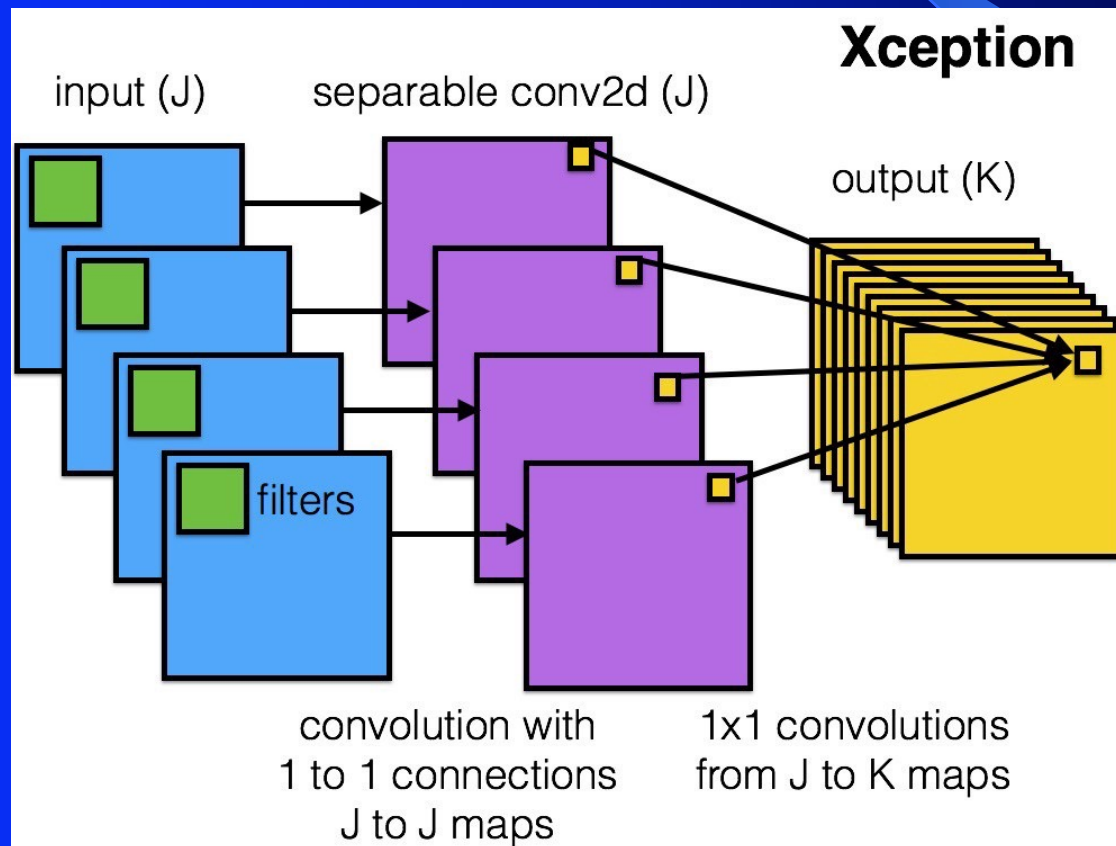 Xception
input (J)
separable conv2d (J)
output (K)
filters
convolution with
1 to 1 connections
J to J maps
1x1 convolutions
from J to K maps